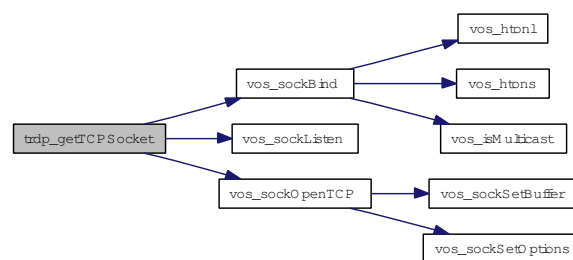 vos_htonl
vos_sockBind
vos_htons
trdp_getTCPSocket
vos_sockListen
vos_isMulticast
vos_sockOpenTCP
vos_sockSetBuffer
vos_sockSetOptions